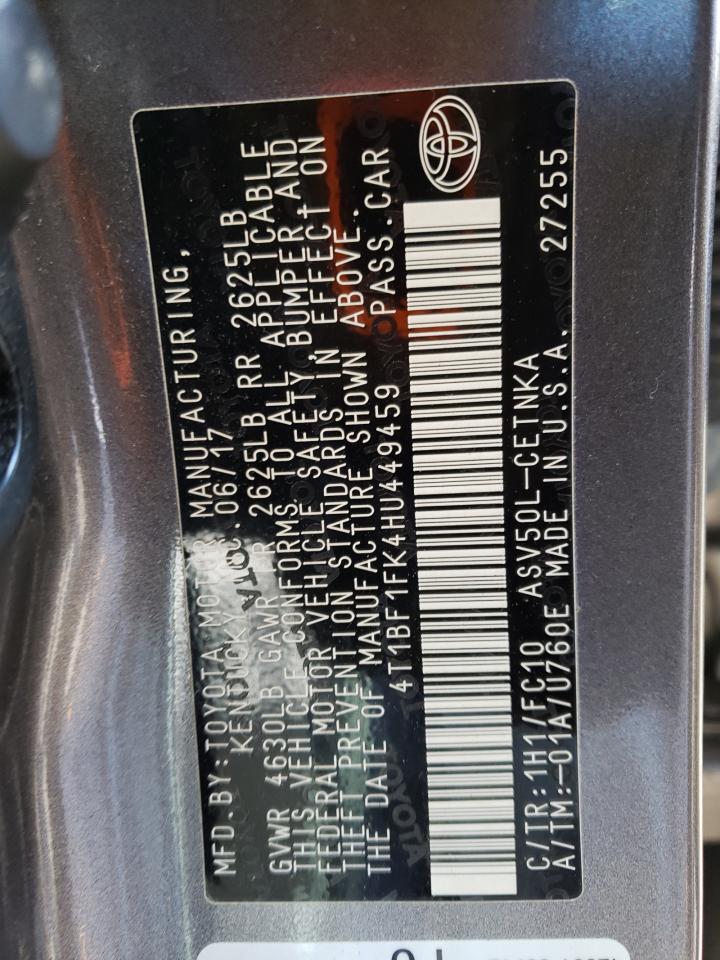 MFD.BY:TOYOTA MOTOR MANUFACTURING,
KENTUCKY INC. 06/17
GVWR 4630LB GAWR FR 2625LB RR 2625LB
THIS VEHICLE CONFORMS TO ALL APPLICABLE
FEDERAL MOTOR VEHICLE SAFETY, BUMPER, AND
THEFT PREVENTION STANDARDS IN EFFECT ON
THE DATE OF MANUFACTURE SHOWN ABOVE.
4T1BF1FK4HU449459 PASS.CAR
C/TR:1H1/FC10 ASV50L-CETNKA
A/TM:-01A/U760E MADE IN U.S.A. 27255